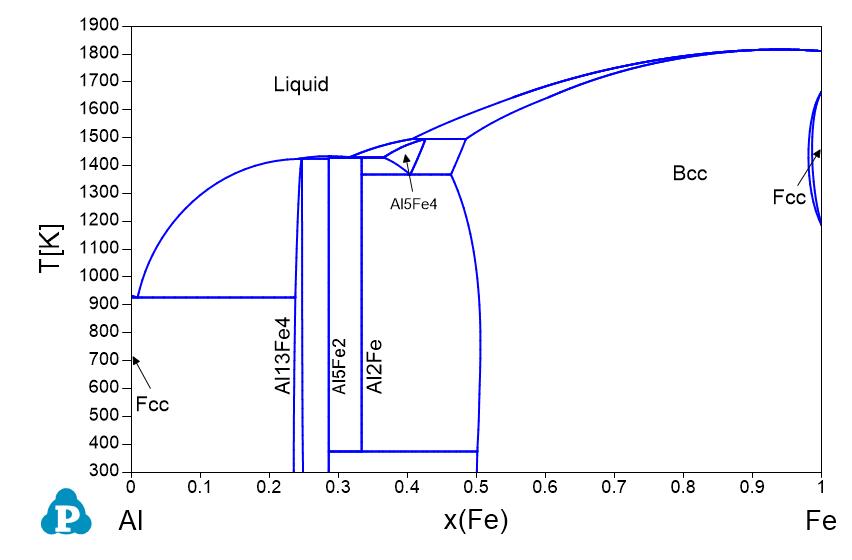 1900
1800
1700
1600
1500
1400
1300
1200
1100
1000
900
800
700
600
500
400
300
T[K]
Liquid
Bcc
Al5Fe4
Fcc
Al13Fe4
Al5Fe2
Al2Fe
Fcc
0 0.1 0.2 0.3 0.4 0.5 0.6 0.7 0.8 0.9 1
P Al x(Fe) Fe